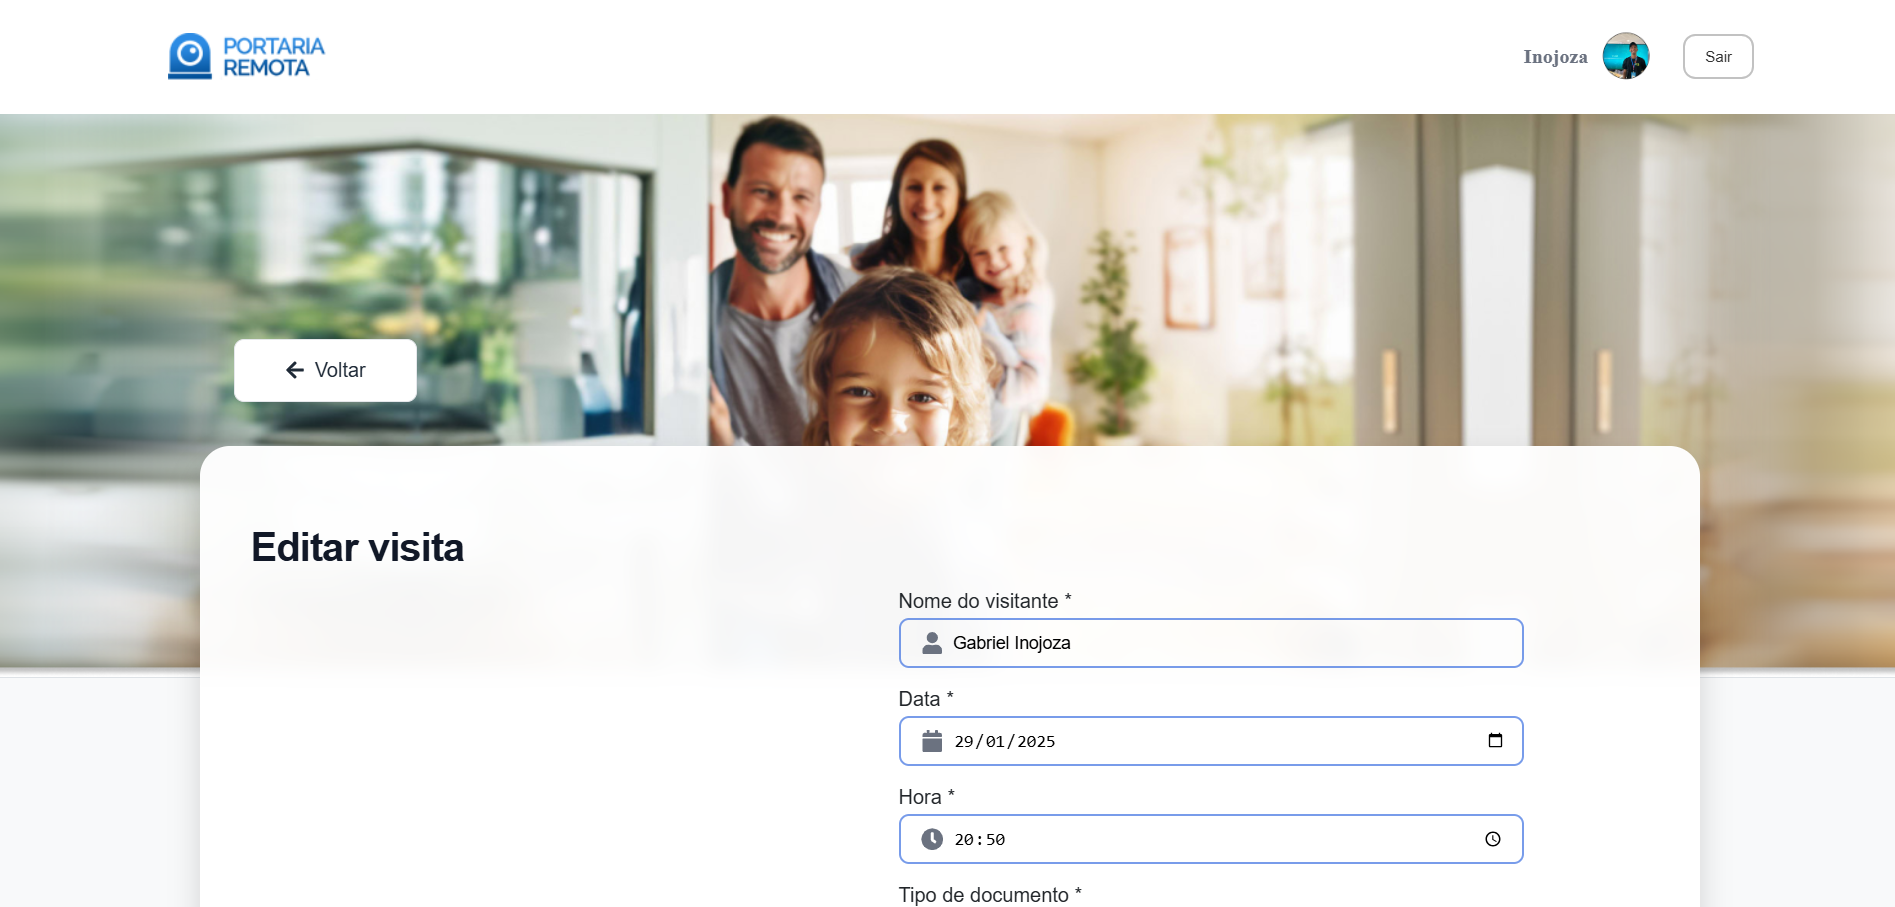 PORTARIA
REMOTA
Inojoza
Sair
Voltar
Editar visita
Nome do visitante *
Gabriel Inojoza
Data *
29/01/2025
Hora *
20:50
Tipo de documento *